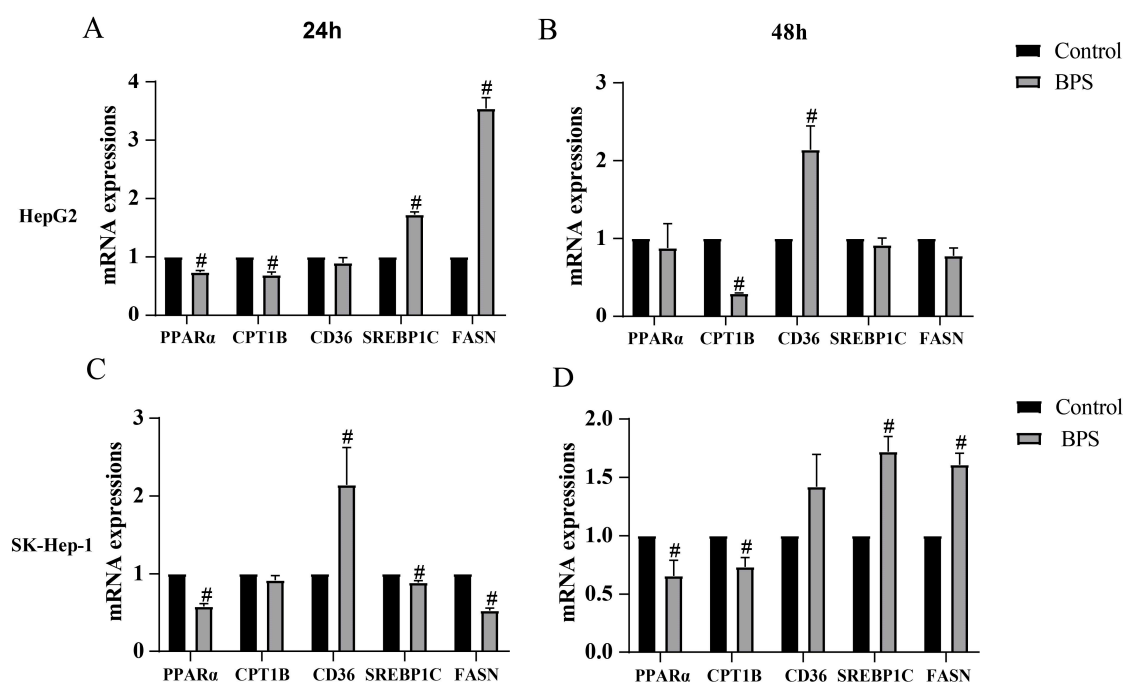 A
24h
B
48h
Control
BPS
HepG2
mRNA expressions
4
3
2
1
0
#
#
#
#
PPARα CPT1B CD36 SREBP1C FASN
mRNA expressions
3
2
1
0
#
#
PPARα CPT1B CD36 SREBP1C FASN
C
D
Control
BPS
SK-Hep-1
mRNA expressions
3
2
1
0
#
#
#
#
PPARα CPT1B CD36 SREBP1C FASN
mRNA expressions
2.0
1.5
1.0
0.5
0.0
#
#
#
#
PPARα CPT1B CD36 SREBP1C FASN